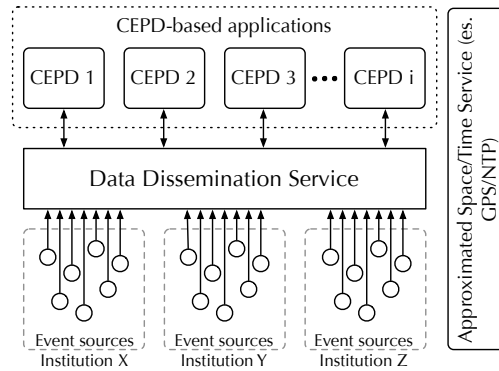 CEPD-based applications
CEPD 1
CEPD 2
CEPD 3
CEPD i
Data Dissemination Service
Event sources
Institution X
Event sources
Institution Y
Event sources
Institution Z
Approximated Space/Time Service (es.
GPS/NTP)